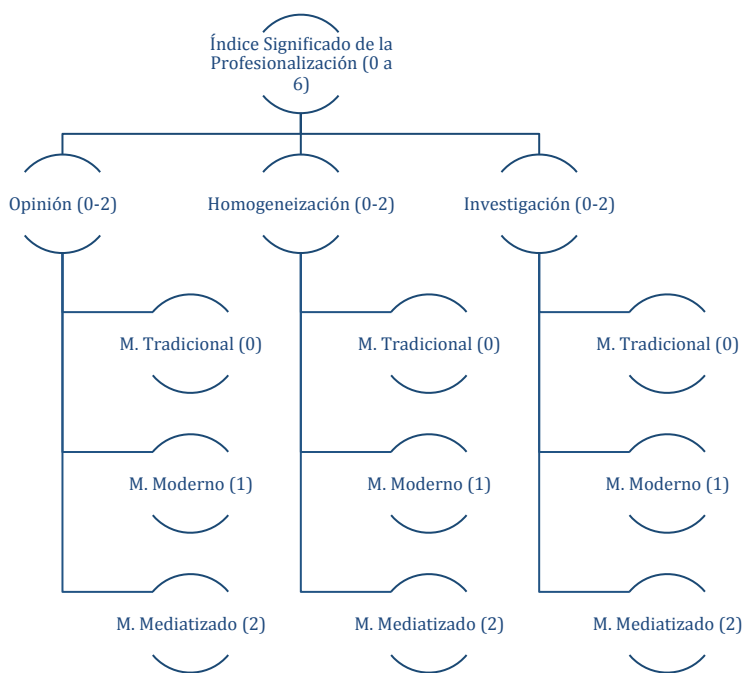 Índice Significado de la
Profesionalización (0 a
6)
Opinión (0-2)
Homogeneización (0-2)
Investigación (0-2)
M. Tradicional (0)
M. Tradicional (0)
M. Tradicional (0)
M. Moderno (1)
M. Moderno (1)
M. Moderno (1)
M. Mediatizado (2)
M. Mediatizado (2)
M. Mediatizado (2)